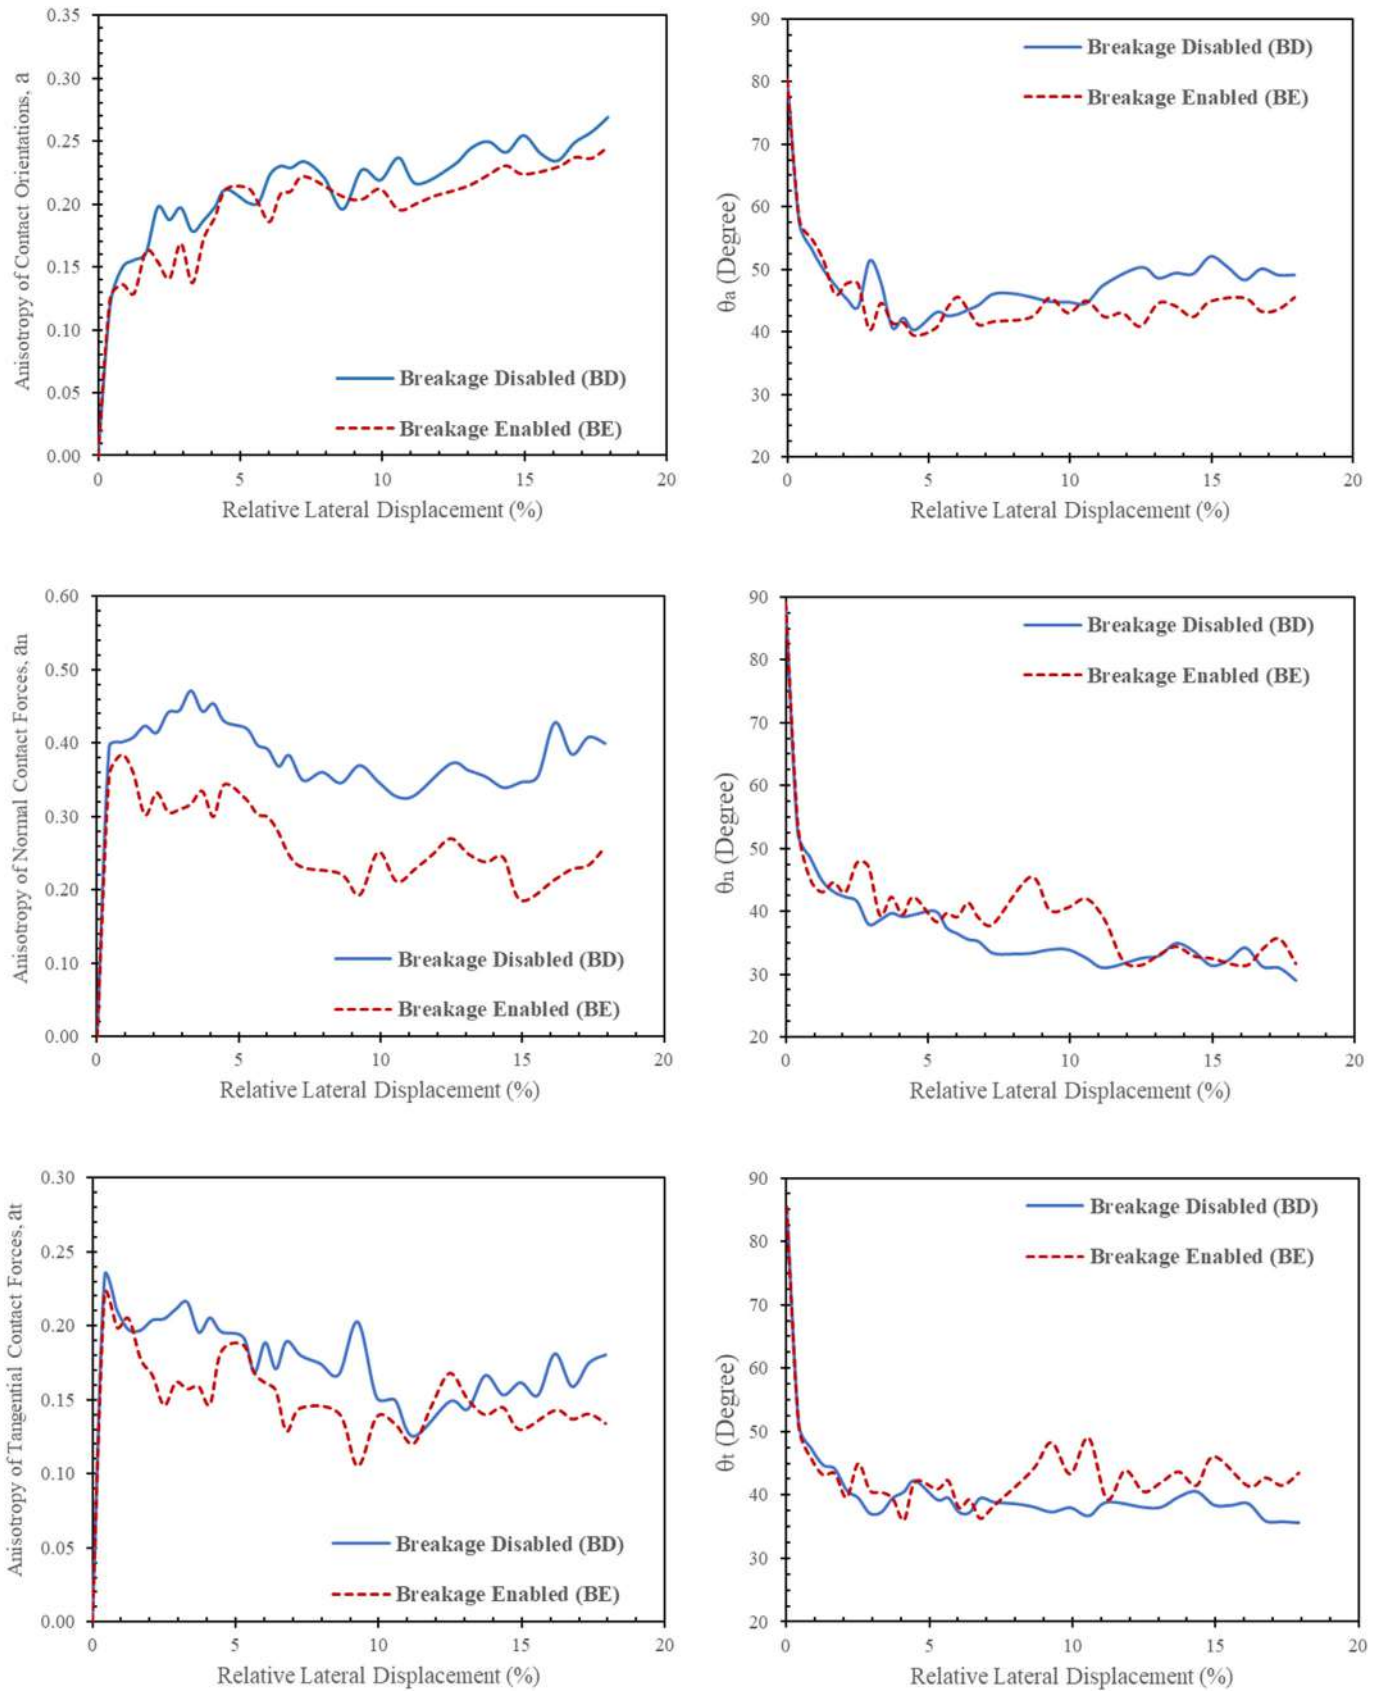 Anisotropy of Contact Orientations, a
0.35
0.30
0.25
0.20
0.15
0.10
0.05
0.00
Breakage Disabled (BD)
Breakage Enabled (BE)
0 5 10 15 20
Relative Lateral Displacement (%)
θa (Degree)
90
80
70
60
50
40
30
20
Breakage Disabled (BD)
Breakage Enabled (BE)
0 5 10 15 20
Relative Lateral Displacement (%)
Anisotropy of Normal Contact Forces, an
0.60
0.50
0.40
0.30
0.20
0.10
0.00
Breakage Disabled (BD)
Breakage Enabled (BE)
0 5 10 15 20
Relative Lateral Displacement (%)
θn (Degree)
90
80
70
60
50
40
30
20
Breakage Disabled (BD)
Breakage Enabled (BE)
0 5 10 15 20
Relative Lateral Displacement (%)
Anisotropy of Tangential Contact Forces, at
0.30
0.25
0.20
0.15
0.10
0.05
0.00
Breakage Disabled (BD)
Breakage Enabled (BE)
0 5 10 15 20
Relative Lateral Displacement (%)
θt (Degree)
90
80
70
60
50
40
30
20
Breakage Disabled (BD)
Breakage Enabled (BE)
0 5 10 15 20
Relative Lateral Displacement (%)